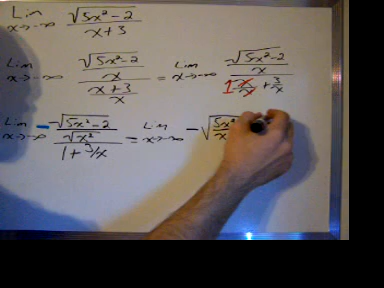 Lim x→-∞ √(5x²-2) / (x+3)
Lim x→-∞ (√(5x²-2) / x) / ((x+3) / x) = Lim x→-∞ (√(5x²-2) / x) / (1 x/x + 3/x)
Lim x→-∞ (-√(5x²-2) / √x²) / (1 + 3/x) = Lim x→-∞ -√(5x² / x